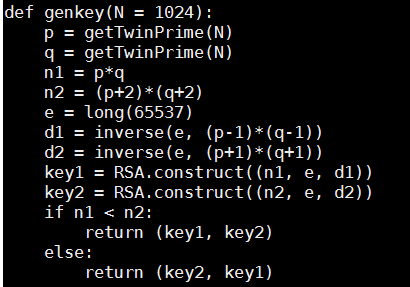 def genkey(N = 1024):
    p = getTwinPrime(N)
    q = getTwinPrime(N)
    n1 = p*q
    n2 = (p+2)*(q+2)
    e = long(65537)
    d1 = inverse(e, (p-1)*(q-1))
    d2 = inverse(e, (p+1)*(q+1))
    key1 = RSA.construct((n1, e, d1))
    key2 = RSA.construct((n2, e, d2))
    if n1 < n2:
        return (key1, key2)
    else:
        return (key2, key1)